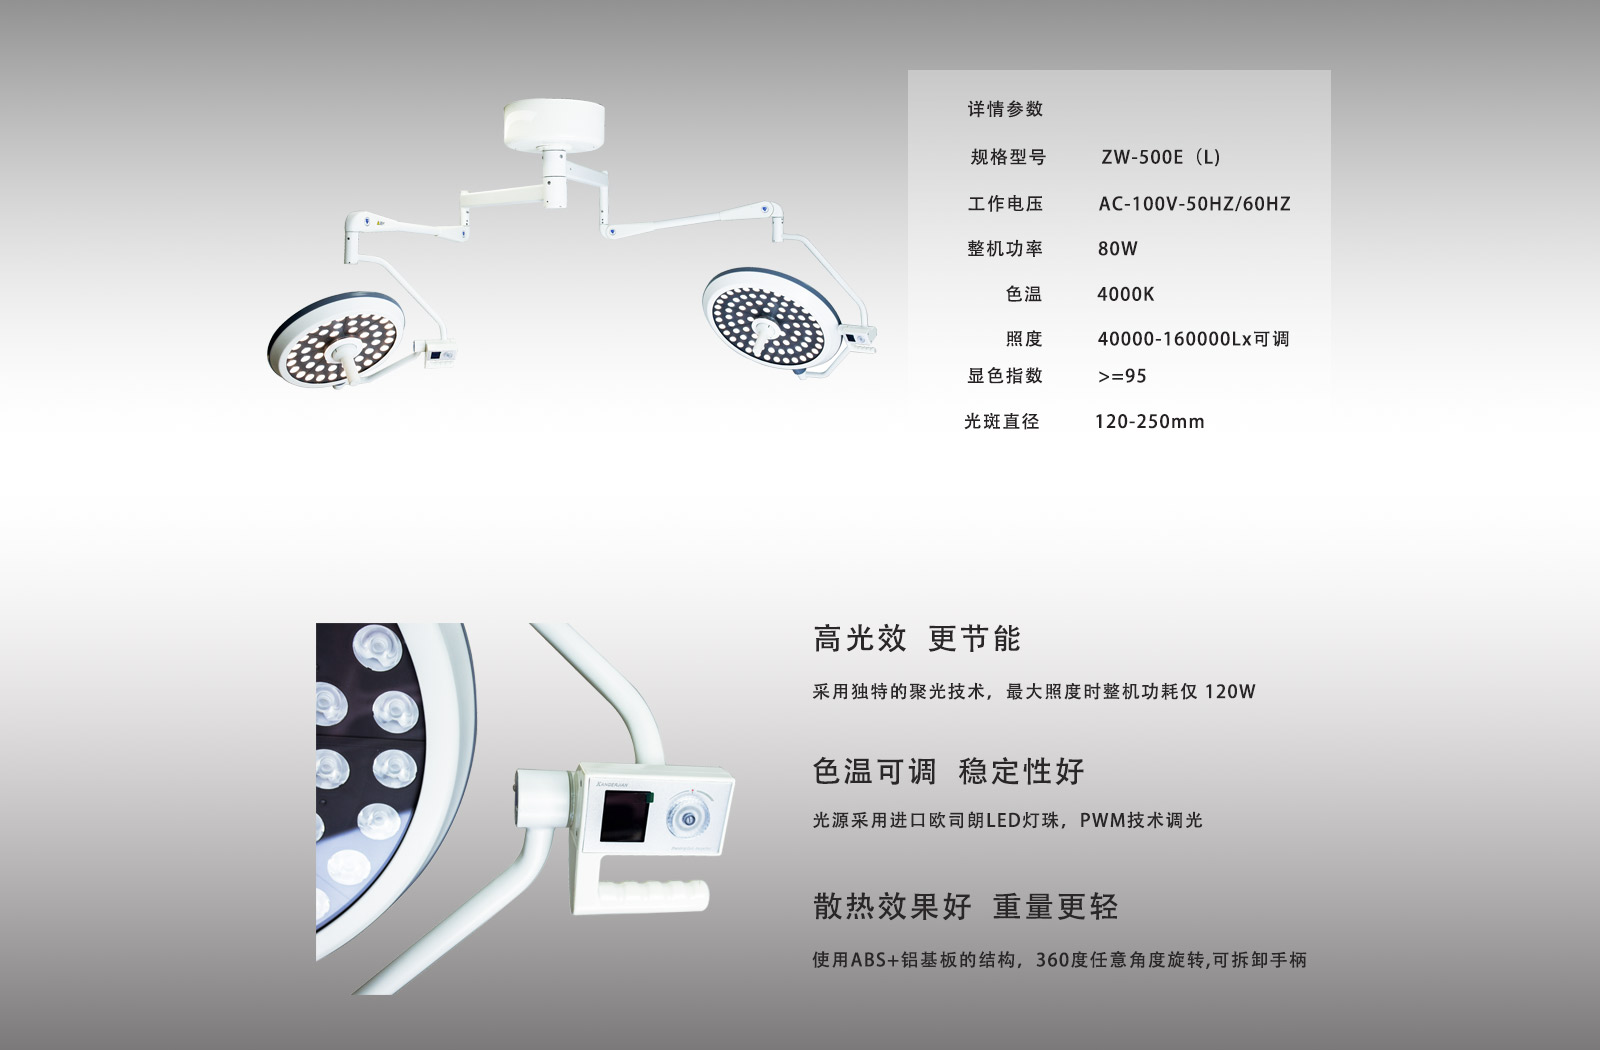 详情参数
规格型号 ZW-500E（L）
工作电压 AC-100V-50HZ/60HZ
整机功率 80W
色温 4000K
照度 40000-160000Lx可调
显色指数 >=95
光斑直径 120-250mm
高光效 更节能
采用独特的聚光技术，最大照度时整机功耗仅 120W
色温可调 稳定性好
光源采用进口欧司朗LED灯珠，PWM技术调光
散热效果好 重量更轻
使用ABS+铝基板的结构，360度任意角度旋转,可拆卸手柄